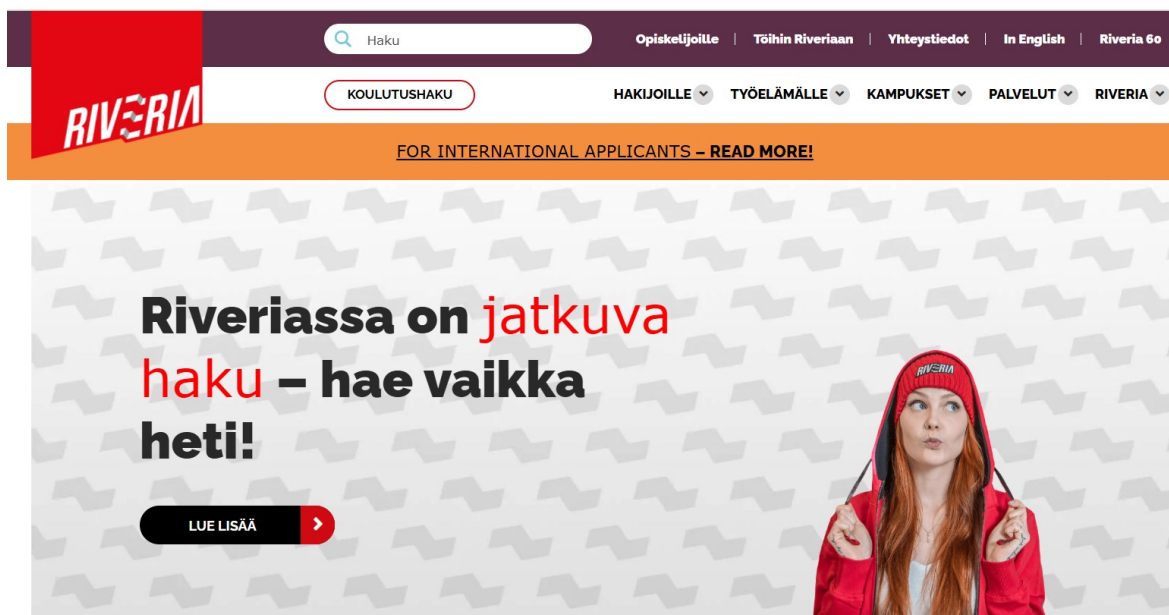 Haku
Opiskelijoille | Töihin Riveriaan | Yhteystiedot | In English | Riveria 60
RIVERIA
KOULUTUSHAKU
HAKIJOILLE TYÖELÄMÄLLE KAMPUKSET PALVELUT RIVERIA
FOR INTERNATIONAL APPLICANTS – READ MORE!
Riveriassa on jatkuva
haku – hae vaikka
heti!
RIVERIA
LUE LISÄÄ